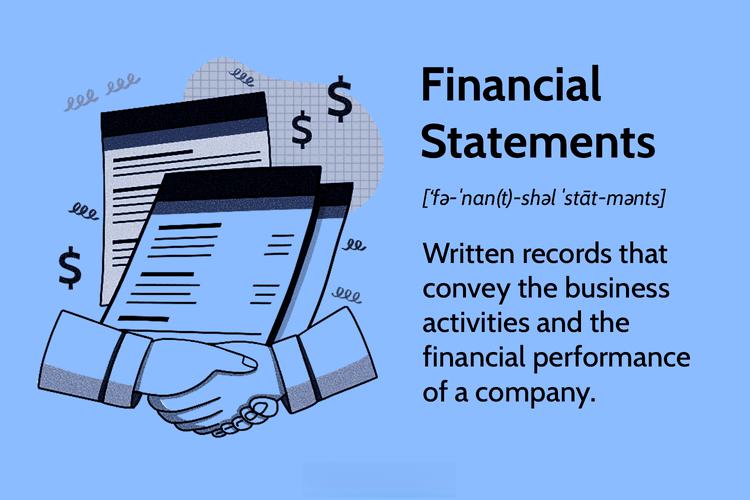 $
$
$
Financial
Statements
[ʻfə-ˈnan(t)-shəl ˈstāt-mənts]
Written records that
convey the business
activities and the
financial performance
of a company.